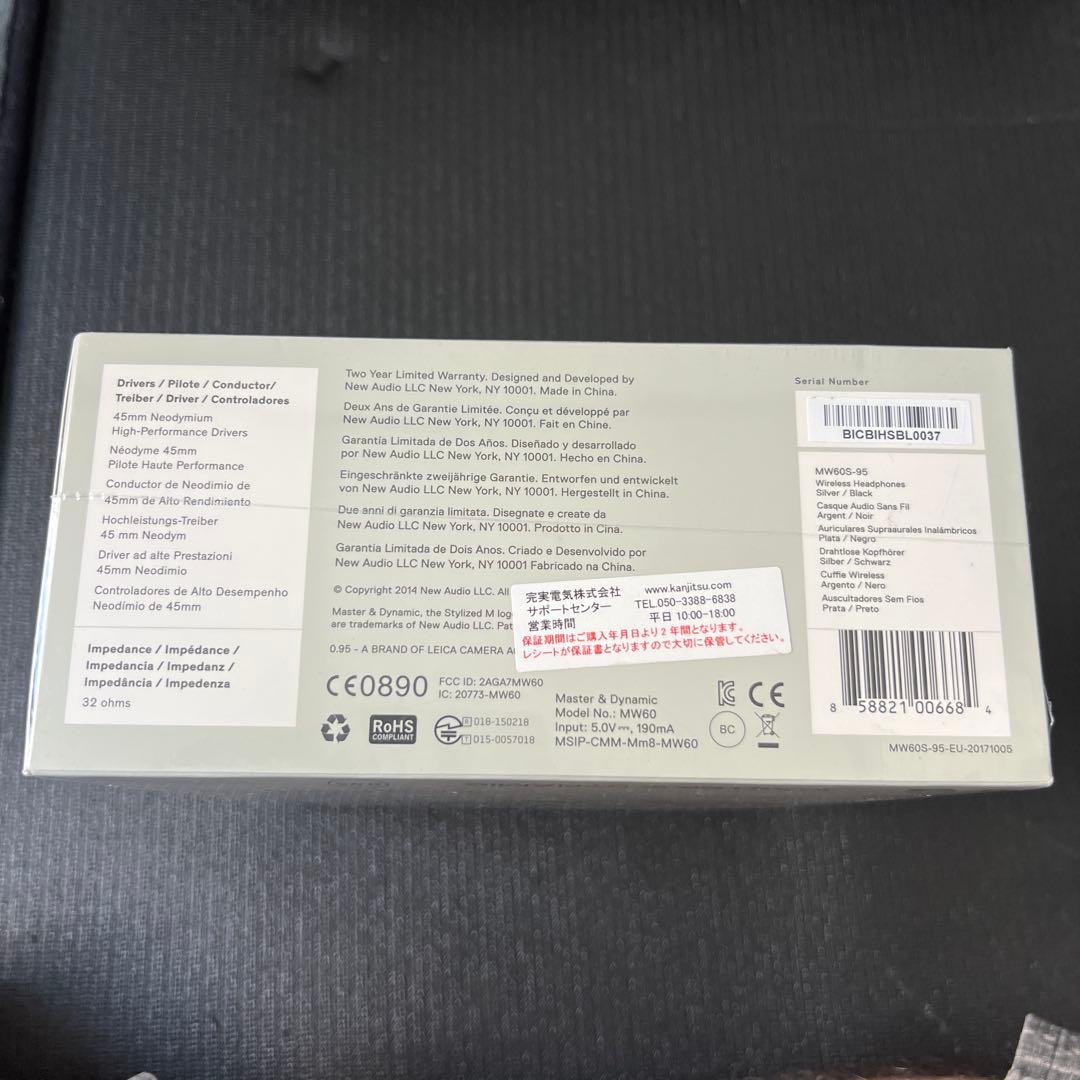 Drivers / Pilote / Conductor/
Treiber / Driver / Controladores
45mm Neodymium
High-Performance Drivers
Néodyme 45mm
Pilote Haute Performance
Conductor de Neodimio de
45mm de Alto Rendimiento
Hochleistungs-Treiber
45 mm Neodym
Driver ad alte Prestazioni
45mm Neodimio
Controladores de Alto Desempenho
Neodímio de 45mm
Impedance / Impédance /
Impedancia / Impedanz /
Impedância / Impedenza
32 ohms
Two Year Limited Warranty. Designed and Developed by
New Audio LLC New York, NY 10001. Made in China.
Deux Ans de Garantie Limitée. Conçu et développé par
New Audio LLC New York, NY 10001. Fait en Chine.
Garantía Limitada de Dos Años. Diseñado y desarrollado
por New Audio LLC New York, NY 10001. Hecho en China.
Eingeschränkte zweijährige Garantie. Entworfen und entwickelt
von New Audio LLC New York, NY 10001. Hergestellt in China.
Due anni di garanzia limitata. Disegnate e create da
New Audio LLC New York, NY 10001. Prodotto in Cina.
Garantia Limitada de Dois Anos. Criado e Desenvolvido por
New Audio LLC New York, NY 10001 Fabricado na China.
© Copyright 2014 New Audio LLC. All
Master & Dynamic, the Stylized M log
are trademarks of New Audio LLC. Pat
0.95 - A BRAND OF LEICA CAMERA A
完実電気株式会社 www.kanjitsu.com
サポートセンター TEL.050-3388-6838
営業時間 平日 10:00-18:00
保証期間はご購入年月日より2年間となります。
レシートが保証書となりますので大切に保管してください。
CE0890
FCC ID: 2AGA7MW60
IC: 20773-MW60
RoHS
COMPLIANT
R 018-150218
T D15-0057018
Master & Dynamic
Model No.: MW60
Input: 5.0V⎓, 190mA
MSIP-CMM-Mm8-MW60
CE
BC
Serial Number
BICBIHSBL0037
MW60S-95
Wireless Headphones
Silver / Black
Casque Audio Sans Fil
Argent / Noir
Auriculares Supraaurales Inalámbricos
Plata / Negro
Drahtlose Kopfhörer
Silber / Schwarz
Cuffie Wireless
Argento / Nero
Auscultadores Sem Fios
Prata / Preto
8 58821 00668 4
MW60S-95-EU-20171005